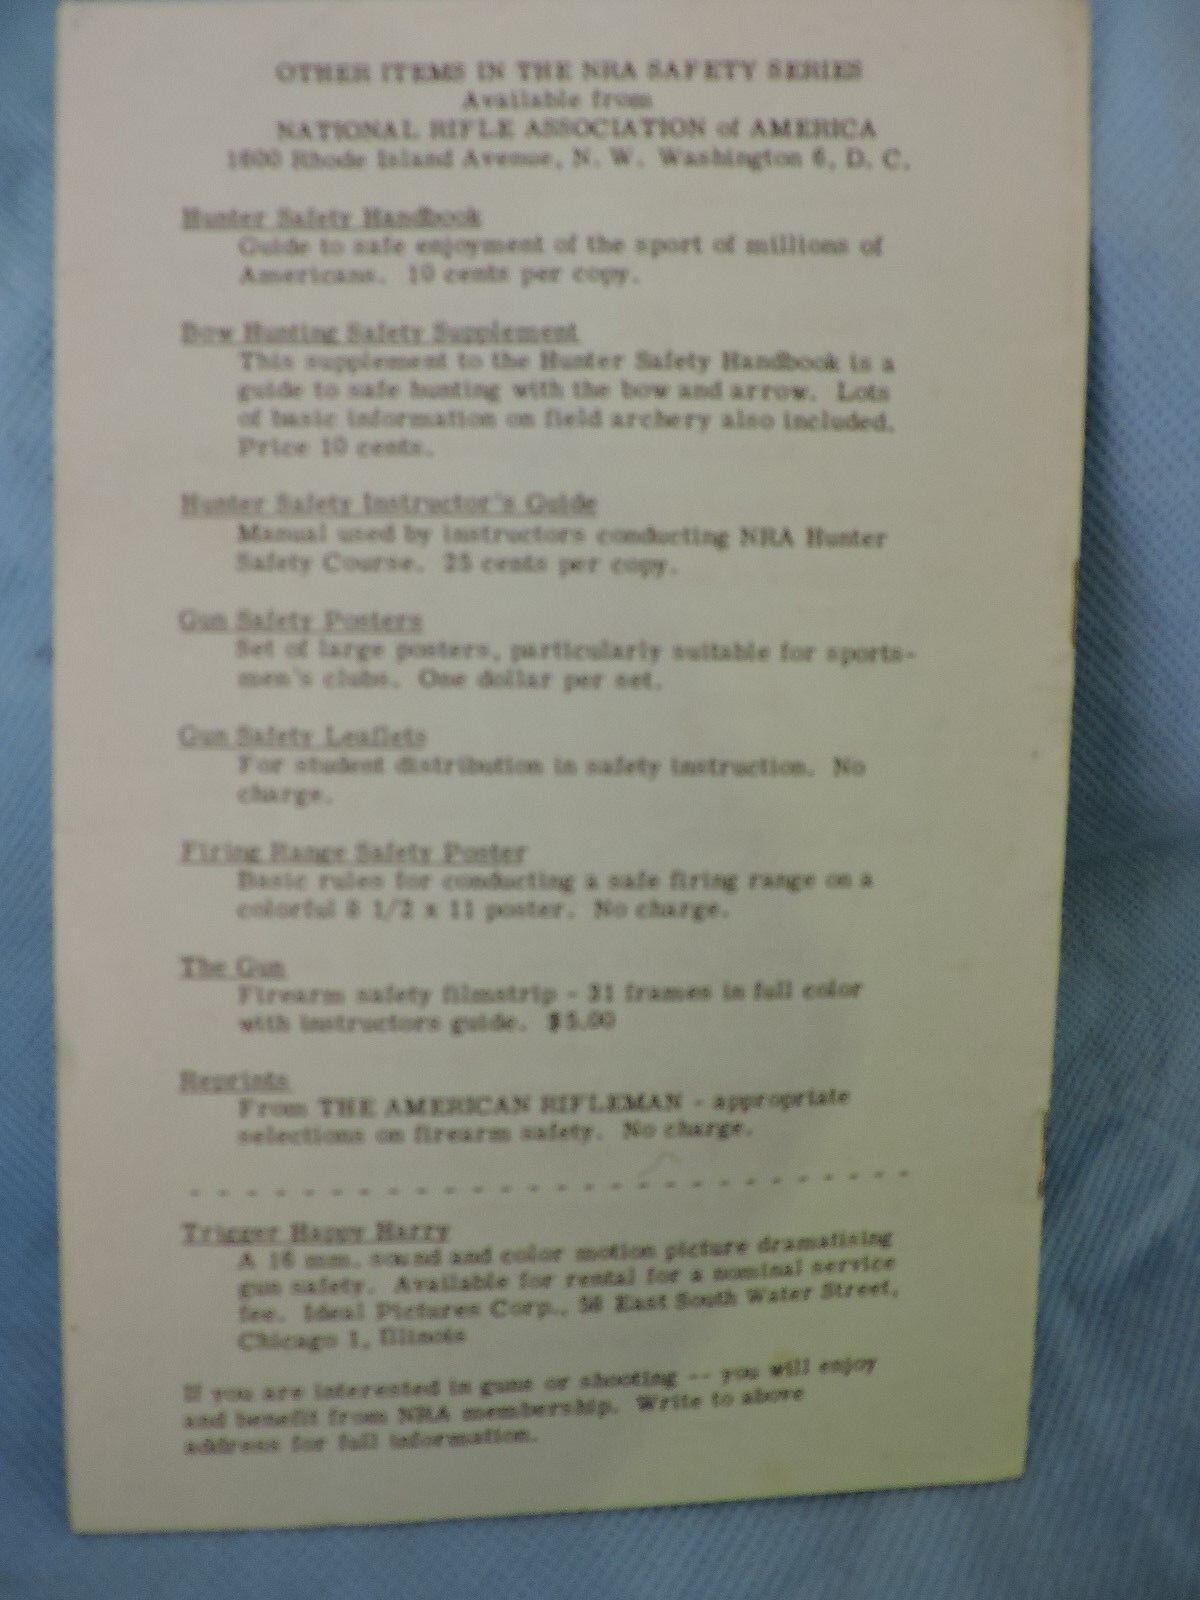 OTHER ITEMS IN THE NRA SAFETY SERIES
Available from
NATIONAL RIFLE ASSOCIATION of AMERICA
1600 Rhode Island Avenue, N. W. Washington 6, D. C.
Hunter Safety Handbook
Guide to safe enjoyment of the sport of millions of
Americans. 10 cents per copy.
Bow Hunting Safety Supplement
This supplement to the Hunter Safety Handbook is a
guide to safe hunting with the bow and arrow. Lots
of basic information on field archery also included.
Price 10 cents.
Hunter Safety Instructor's Guide
Manual used by instructors conducting NRA Hunter
Safety Course. 25 cents per copy.
Gun Safety Posters
Set of large posters, particularly suitable for sports-
men's clubs. One dollar per set.
Gun Safety Leaflets
For student distribution in safety instruction. No
charge.
Firing Range Safety Poster
Basic rules for conducting a safe firing range on a
colorful 8 1/2 x 11 poster. No charge.
The Gun
Firearm safety filmstrip - 31 frames in full color
with instructors guide. $5.00
Reprints
From THE AMERICAN RIFLEMAN - appropriate
selections on firearm safety. No charge.
- - - - - - - - - - - - - - - - - - - - - - - - - -
Trigger Happy Harry
A 16 mm. sound and color motion picture dramatizing
gun safety. Available for rental for a nominal service
fee. Ideal Pictures Corp., 58 East South Water Street,
Chicago 1, Illinois
If you are interested in guns or shooting -- you will enjoy
and benefit from NRA membership. Write to above
address for full information.